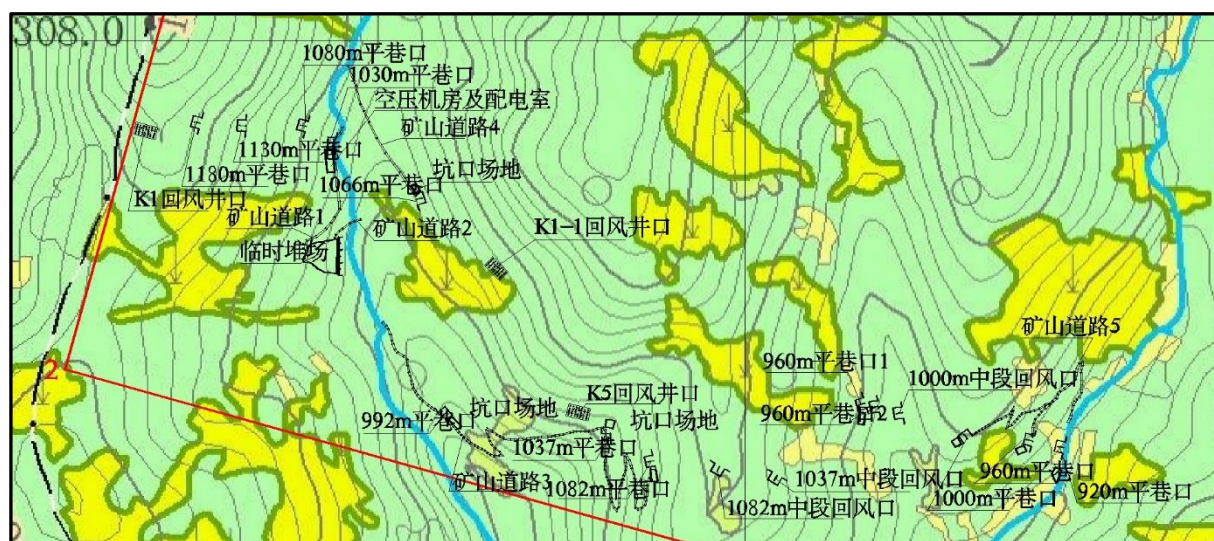 308.0
1
1080m平巷口
1030m平巷口
空压机房及配电室
矿山道路4
1130m平巷口
坑口场地
1180m平巷口
1066m平巷口
K1回风井口
矿山道路1
矿山道路2
K1-1回风井口
临时堆场
矿山道路5
2
960m平巷口1
1000m中段回风口
K5回风井口
坑口场地
992m平巷口
坑口场地
960m平巷口2
1037m平巷口
矿山道路3
1082m平巷口
1037m中段回风口
960m平巷口
1082m中段回风口
1000m平巷口
920m平巷口